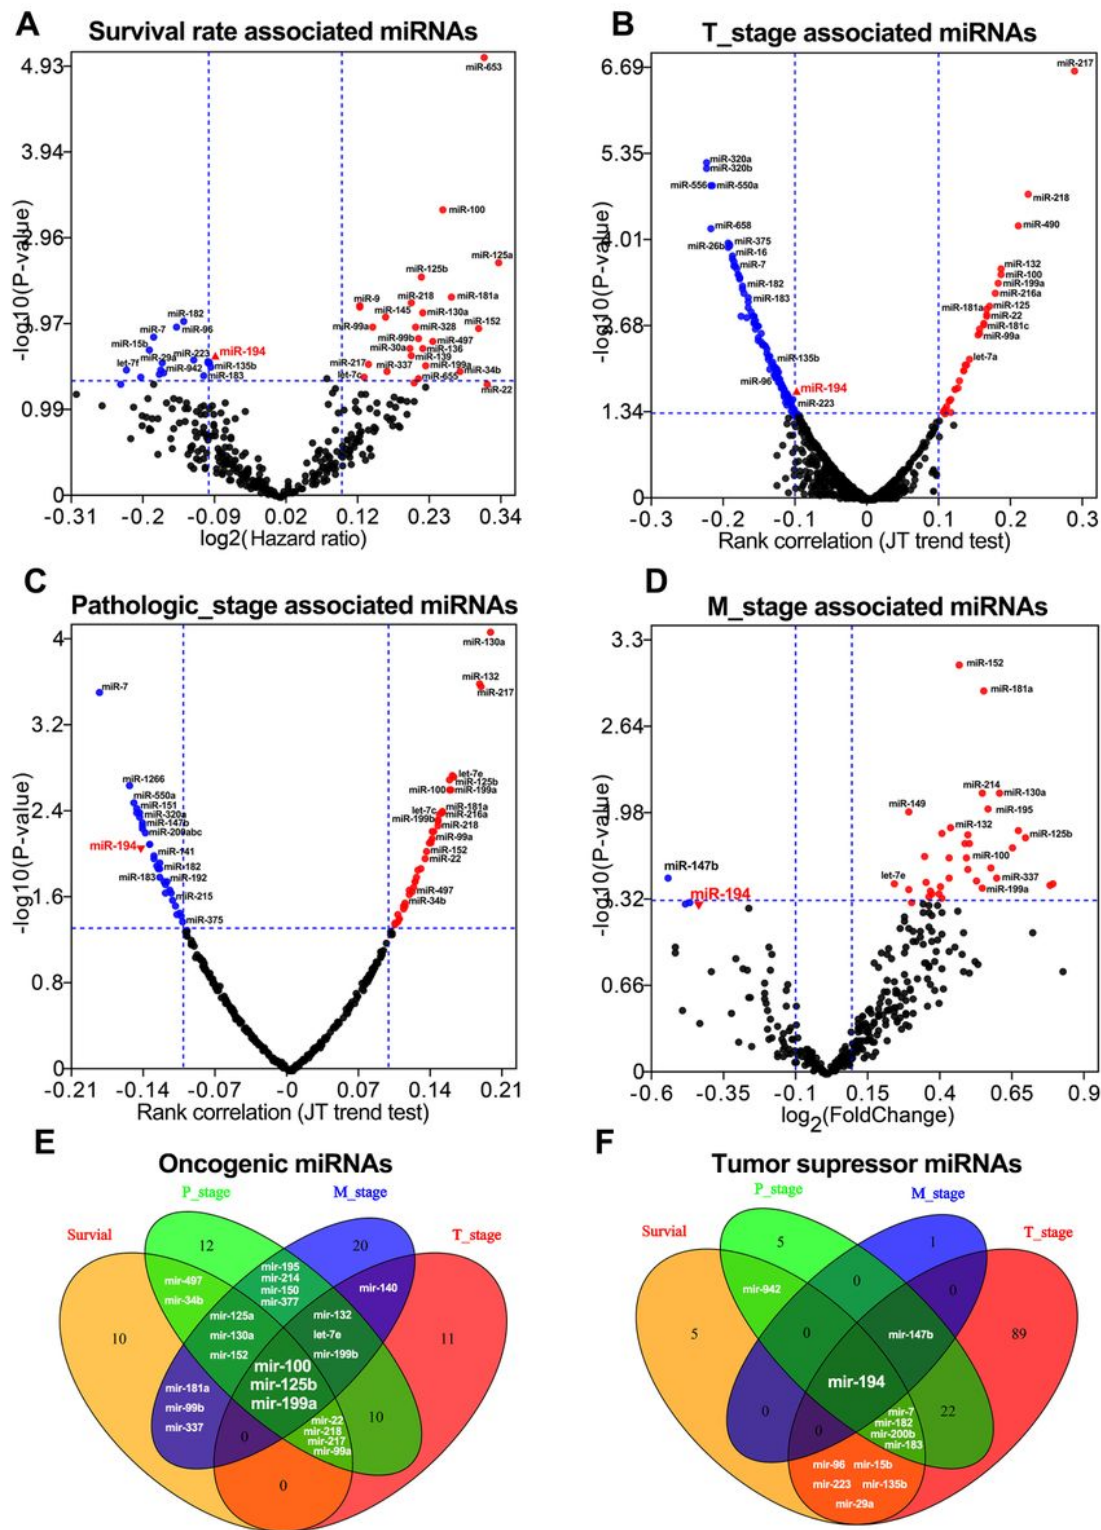 A
Survival rate associated miRNAs
4.93
3.94
2.96
1.97
0.99
0
-log10(P-value)
miR-653
miR-100
miR-125a
miR-125b
miR-181a
miR-9
miR-218
miR-145
miR-130a
miR-182
miR-152
miR-7
miR-96
miR-99a
miR-328
miR-15b
miR-99b
miR-497
miR-223
miR-194
miR-30a
miR-136
miR-29a
miR-139
let-7f
miR-942
miR-135b
miR-217
miR-337
miR-199a
miR-183
let-7c
miR-655
miR-34b
miR-22
-0.31
-0.2
-0.09
0.02
0.12
0.23
0.34
log2(Hazard ratio)
B
T_stage associated miRNAs
6.69
5.35
4.01
2.68
1.34
0
-log10(P-value)
miR-217
miR-320a
miR-320b
miR-556
miR-550a
miR-218
miR-658
miR-490
miR-375
miR-26b
miR-16
miR-7
miR-132
miR-100
miR-182
miR-199a
miR-183
miR-216a
miR-181a
miR-125
miR-22
miR-181c
miR-99a
miR-135b
let-7a
miR-96
miR-194
miR-223
-0.3
-0.2
-0.1
0
0.1
0.2
0.3
Rank correlation (JT trend test)
C
Pathologic_stage associated miRNAs
4
3.2
2.4
1.6
0.8
0
-log10(P-value)
miR-130a
miR-132
miR-7
miR-217
miR-1266
let-7e
miR-125b
miR-550a
miR-100
miR-199a
miR-151
let-7c
miR-181a
miR-320a
miR-199b
miR-216a
miR-147b
miR-218
miR-200abc
miR-99a
miR-194
miR-141
miR-152
miR-182
miR-22
miR-183
miR-192
miR-215
miR-497
miR-34b
miR-375
-0.21
-0.14
-0.07
-0
0.07
0.14
0.21
Rank correlation (JT trend test)
D
M_stage associated miRNAs
3.3
2.64
1.98
1.32
0.66
0
-log10(P-value)
miR-152
miR-181a
miR-214
miR-130a
miR-149
miR-195
miR-132
miR-125b
miR-100
miR-147b
let-7e
miR-337
miR-194
miR-199a
-0.6
-0.35
-0.1
0.15
0.4
0.65
0.9
log2(FoldChange)
E
Oncogenic miRNAs
P_stage
M_stage
Survial
T_stage
12
20
mir-497
mir-34b
mir-195
mir-214
mir-150
mir-377
mir-140
mir-125a
mir-130a
mir-152
mir-132
let-7e
mir-199b
10
11
mir-100
mir-125b
mir-199a
mir-181a
mir-99b
mir-337
0
mir-22
mir-218
mir-217
mir-99a
10
0
F
Tumor supressor miRNAs
P_stage
M_stage
Survial
T_stage
5
1
mir-942
0
0
5
0
mir-147b
89
mir-194
0
0
mir-7
mir-182
mir-200b
mir-183
22
mir-96 mir-15b
mir-223 mir-135b
mir-29a